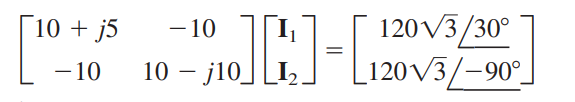 [10 + j5  −10] [I₁] = [120√3/30°]
[−10  10 − j10] [I₂] [120√3/−90°]